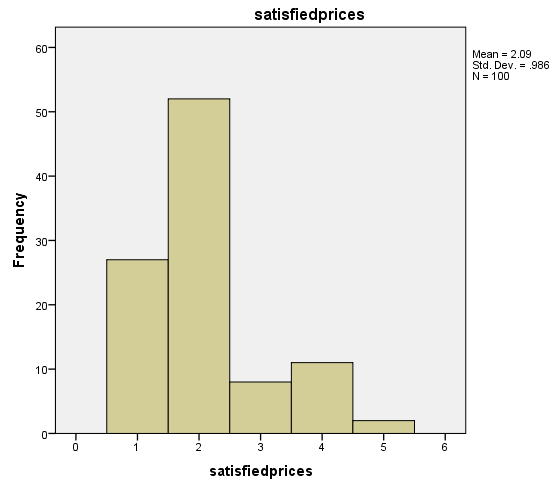 satisfiedprices
Mean = 2.09
Std. Dev. = .986
N = 100
Frequency
60
50
40
30
20
10
0
0 1 2 3 4 5 6
satisfiedprices